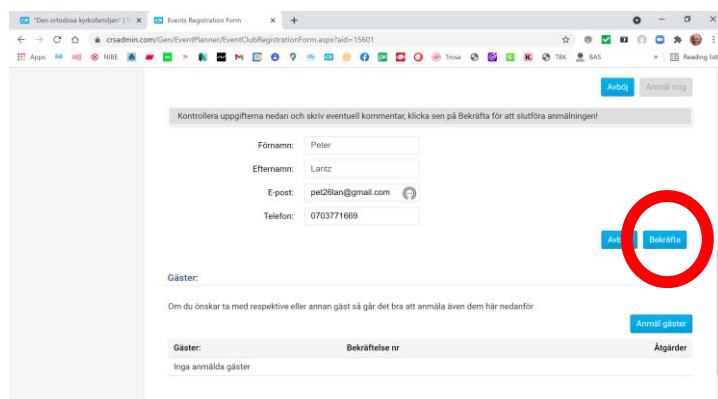 "Den ortodoxa kyrkofamiljen" | T
Events Registration Form
crsadmin.com/Gen/EventPlanner/EventClubRegistrationForm.aspx?aid=15601
Apps
NIBE
Trosa
TBK
BAS
Reading list
Avböj
Anmäl mig
Kontrollera uppgifterna nedan och skriv eventuell kommentar, klicka sen på Bekräfta för att slutföra anmälningen!
Förnamn: Peter
Efternamn: Lantz
E-post: pet26lan@gmail.com
Telefon: 0703771669
Bekräfta
Gäster:
Om du önskar ta med respektive eller annan gäst så går det bra att anmäla även dem här nedanför
Anmäl gäster
Gäster: Bekräftelse nr Åtgärder
Inga anmälda gäster